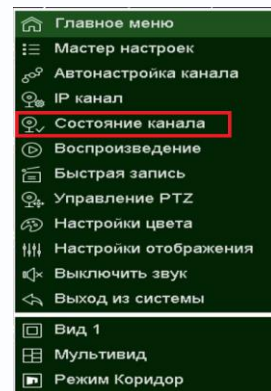 Главное меню
Мастер настроек
Автонастройка канала
IP канал
Состояние канала
Воспроизведение
Быстрая запись
Управление PTZ
Настройки цвета
Настройки отображения
Выключить звук
Выход из системы
Вид 1
Мультивид
Режим Коридор